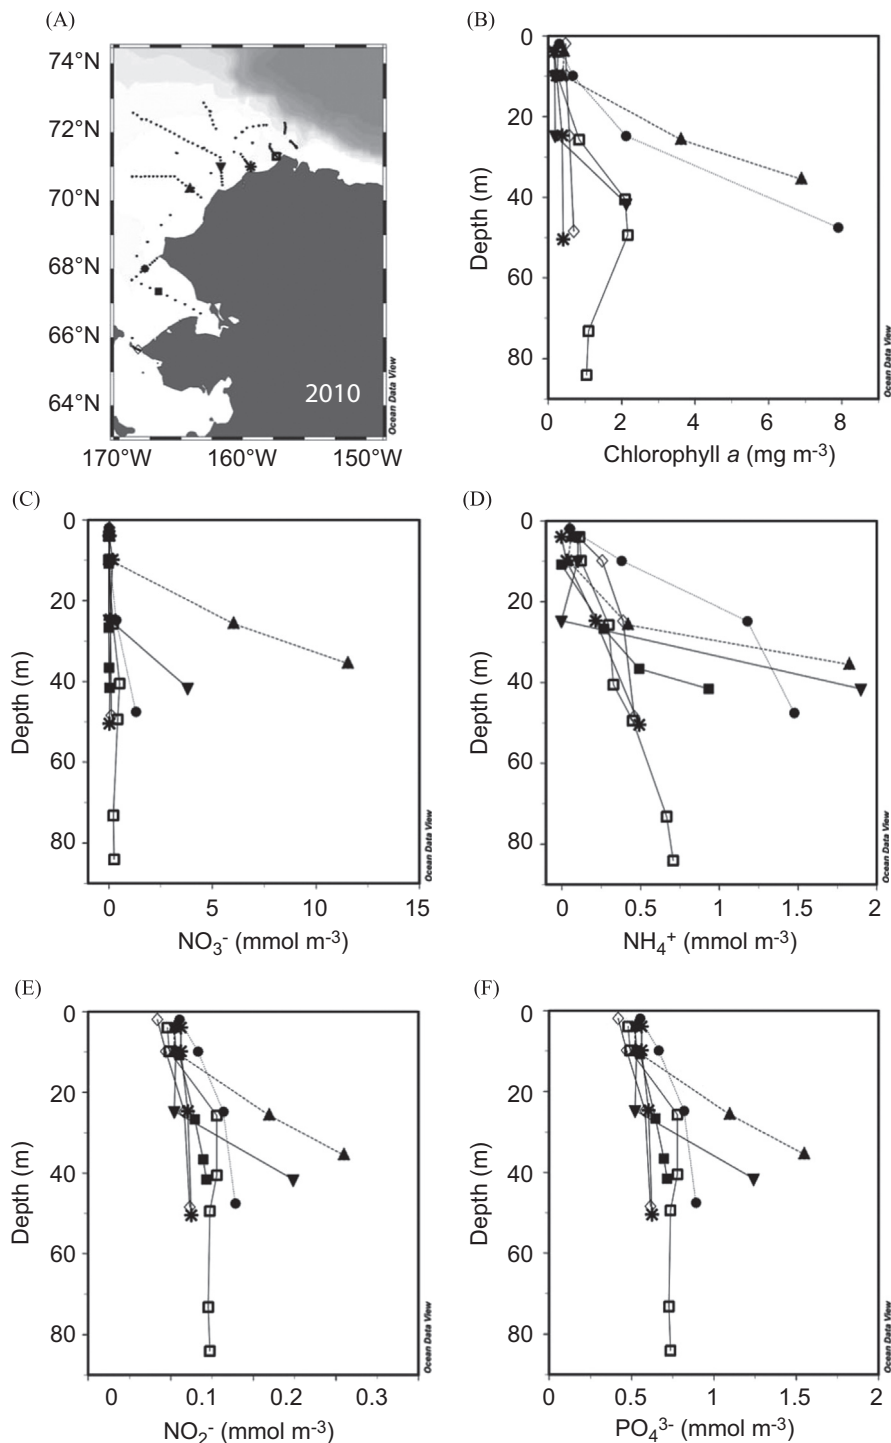 (A)
74°N
72°N
70°N
68°N
66°N
64°N
2010
Ocean Data View
170°W 160°W 150°W
(B)
0
20
40
60
80
Depth (m)
0 2 4 6 8
Chlorophyll a (mg m-3)
Ocean Data View
(C)
0
20
40
60
80
Depth (m)
0 5 10 15
NO3- (mmol m-3)
Ocean Data View
(D)
0
20
40
60
80
Depth (m)
0 0.5 1 1.5 2
NH4+ (mmol m-3)
Ocean Data View
(E)
0
20
40
60
80
Depth (m)
0 0.1 0.2 0.3
NO2- (mmol m-3)
Ocean Data View
(F)
0
20
40
60
80
Depth (m)
0 0.5 1 1.5 2
PO43- (mmol m-3)
Ocean Data View